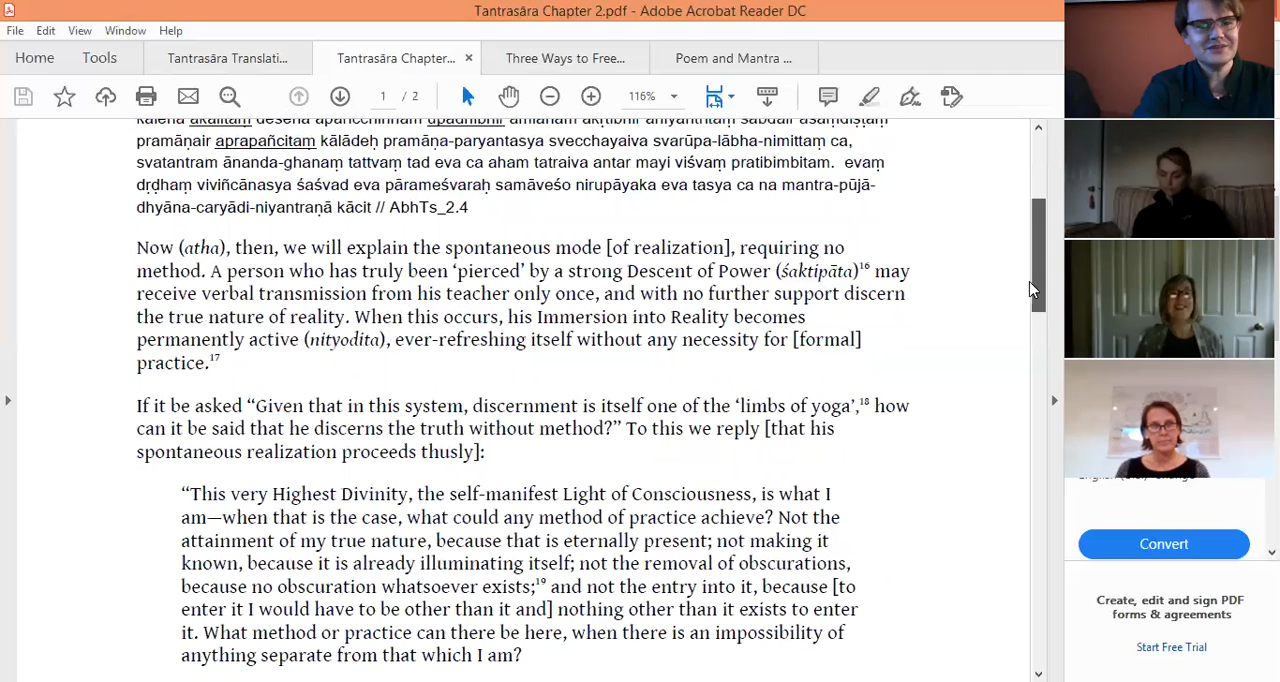 Tantrasāra Chapter 2.pdf - Adobe Acrobat Reader DC
File Edit View Window Help
Home Tools Tantrasāra Translati... Tantrasāra Chapter... × Three Ways to Free... Poem and Mantra ...
1 / 2 116%
pramāṇair aprapañcitaṃ kālādeḥ pramāṇa-paryantasya svecchayaiva svarūpa-lābha-nimittaṃ ca,
svatantram ānanda-ghanaṃ tattvaṃ tad eva ca aham tatraiva antar mayi viśvaṃ pratibimbitam. evaṃ
dṛḍhaṃ viviñcānasya śaśvad eva pārameśvaraḥ samāveśo nirupāyaka eva tasya ca na mantra-pūjā-
dhyāna-caryādi-niyantraṇā kācit // AbhTs_2.4
Now (atha), then, we will explain the spontaneous mode [of realization], requiring no
method. A person who has truly been ‘pierced’ by a strong Descent of Power (śaktipāta)¹⁶ may
receive verbal transmission from his teacher only once, and with no further support discern
the true nature of reality. When this occurs, his Immersion into Reality becomes
permanently active (nityodita), ever-refreshing itself without any necessity for [formal]
practice.¹⁷
If it be asked “Given that in this system, discernment is itself one of the ‘limbs of yoga’,¹⁸ how
can it be said that he discerns the truth without method?” To this we reply [that his
spontaneous realization proceeds thusly]:
“This very Highest Divinity, the self-manifest Light of Consciousness, is what I
am—when that is the case, what could any method of practice achieve? Not the
attainment of my true nature, because that is eternally present; not making it
known, because it is already illuminating itself; not the removal of obscurations,
because no obscuration whatsoever exists;¹⁹ and not the entry into it, because [to
enter it I would have to be other than it and] nothing other than it exists to enter
it. What method or practice can there be here, when there is an impossibility of
anything separate from that which I am?
Convert
Create, edit and sign PDF
forms & agreements
Start Free Trial